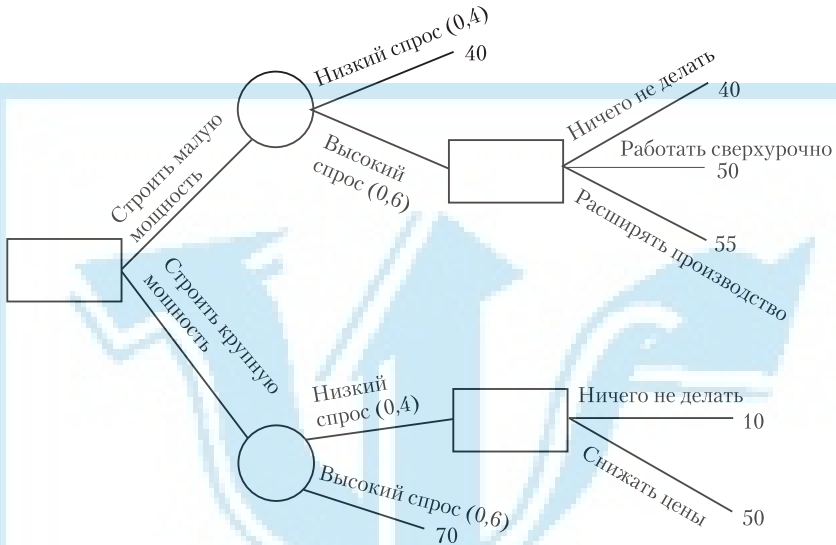 Низкий спрос (0,4)
40
Строить малую
мощность
Высокий
спрос (0,6)
Ничего не делать
40
Работать сверхурочно
50
Расширять производство
55
Строить крупную
мощность
Низкий
спрос (0,4)
Ничего не делать
10
Снижать цены
50
Высокий спрос (0,6)
70